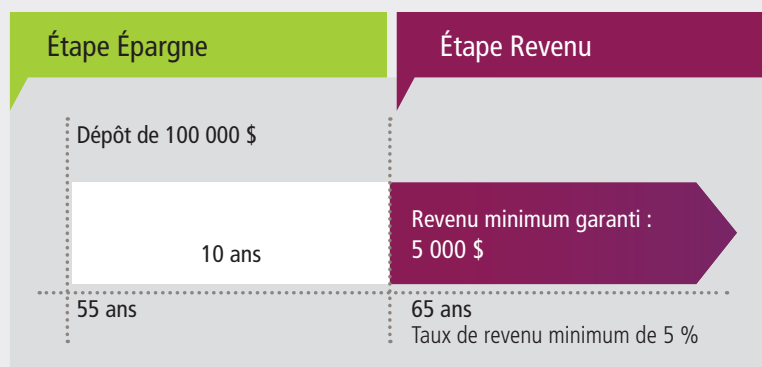 Étape Épargne
Étape Revenu
Dépôt de 100 000 $
10 ans
Revenu minimum garanti :
5 000 $
55 ans
65 ans
Taux de revenu minimum de 5 %